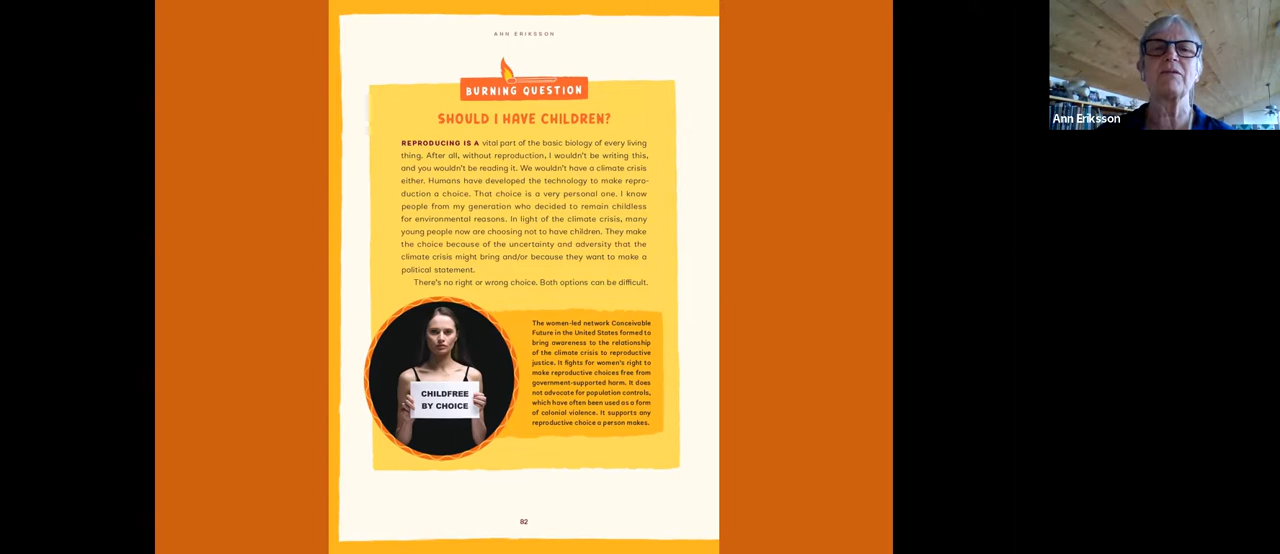 ANN ERIKSSON
BURNING QUESTION
SHOULD I HAVE CHILDREN?
REPRODUCING IS A vital part of the basic biology of every living
thing. After all, without reproduction, I wouldn't be writing this,
and you wouldn't be reading it. We wouldn't have a climate crisis
either. Humans have developed the technology to make repro-
duction a choice. That choice is a very personal one. I know
people from my generation who decided to remain childless
for environmental reasons. In light of the climate crisis, many
young people now are choosing not to have children. They make
the choice because of the uncertainty and adversity that the
climate crisis might bring and/or because they want to make a
political statement.
There's no right or wrong choice. Both options can be difficult.
CHILDFREE
BY CHOICE
The women-led network Conceivable
Future in the United States formed to
bring awareness to the relationship
of the climate crisis to reproductive
justice. It fights for women's right to
make reproductive choices free from
government-supported harm. It does
not advocate for population controls,
which have often been used as a form
of colonial violence. It supports any
reproductive choice a person makes.
82
Ann Eriksson